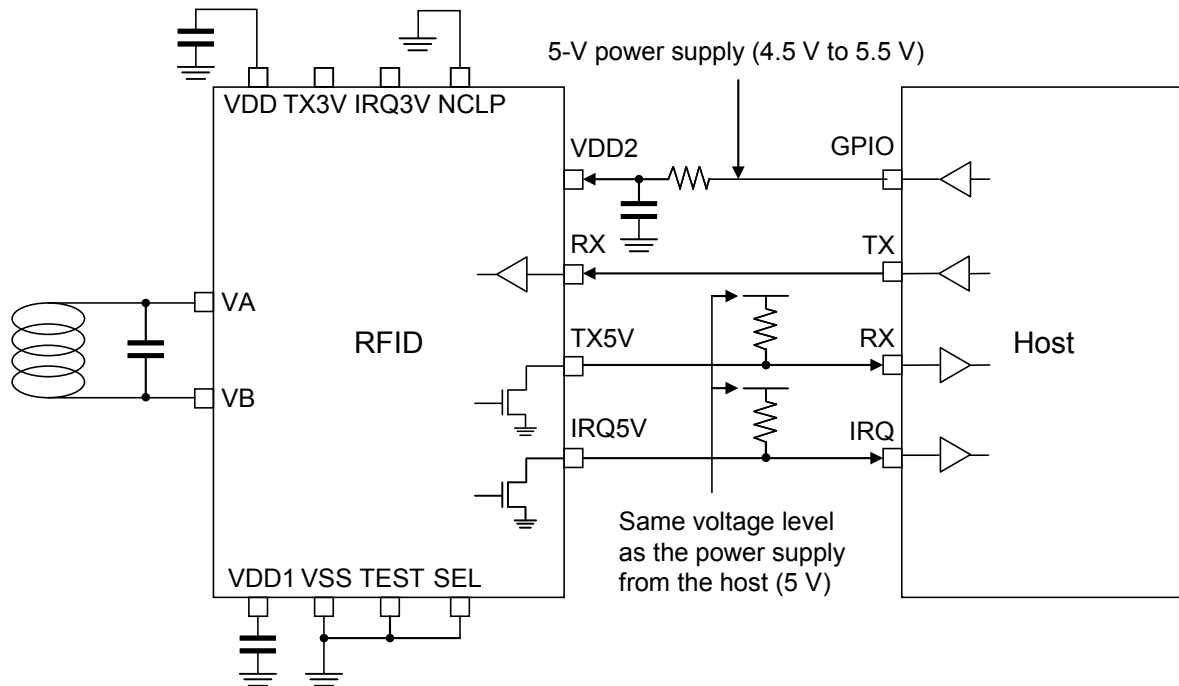 5-V power supply (4.5 V to 5.5 V)
VDD TX3V IRQ3V NCLP
VDD2
GPIO
RX
TX
VA
RFID
TX5V
RX
Host
VB
IRQ5V
IRQ
Same voltage level
as the power supply
from the host (5 V)
VDD1 VSS TEST SEL